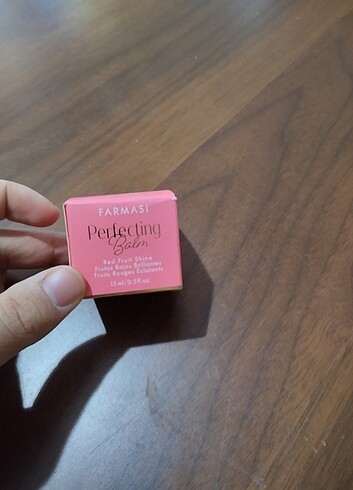 FARMASI
Perfecting
Balm
Red Fruit Shine
Frutos Rojos Brillantes
Fruits Rouges Éclatants
15 ml/0.5 fl.oz